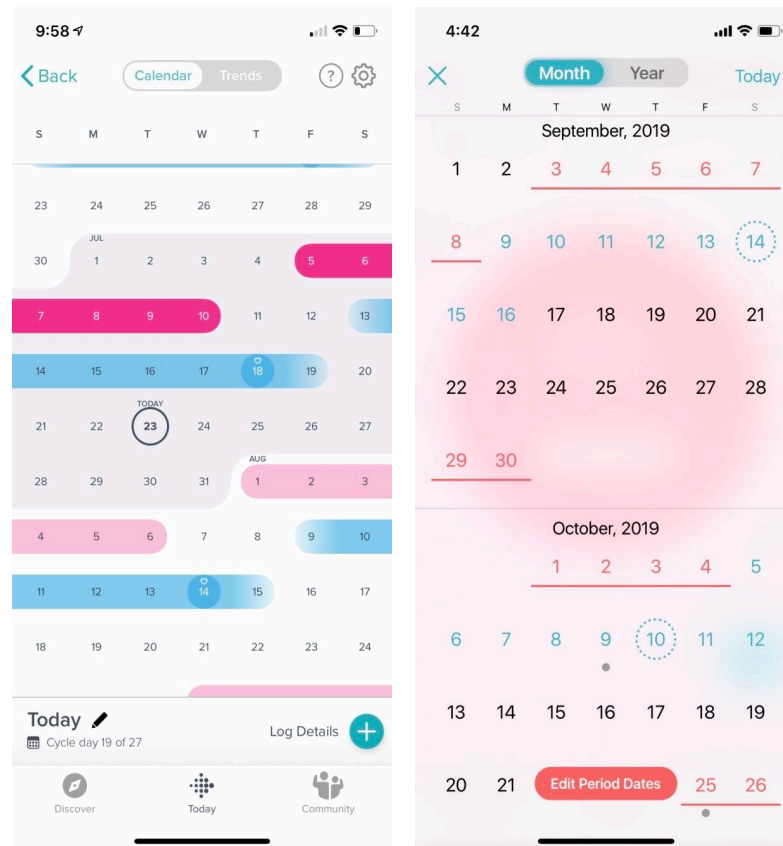 9:58
Back
Calendar
Trends
?
S M T W T F S
23 24 25 26 27 28 29
JUL
30 1 2 3 4 5 6
7 8 9 10 11 12 13
14 15 16 17 18 19 20
TODAY
21 22 23 24 25 26 27
AUG
28 29 30 31 1 2 3
4 5 6 7 8 9 10
11 12 13 14 15 16 17
18 19 20 21 22 23 24
Today
Log Details
Cycle day 19 of 27
Discover
Today
Community
4:42
Month
Year
Today
S M T W T F S
September, 2019
1 2 3 4 5 6 7
8 9 10 11 12 13 14
15 16 17 18 19 20 21
22 23 24 25 26 27 28
29 30
October, 2019
1 2 3 4 5
6 7 8 9 10 11 12
13 14 15 16 17 18 19
20 21 Edit Period Dates 25 26